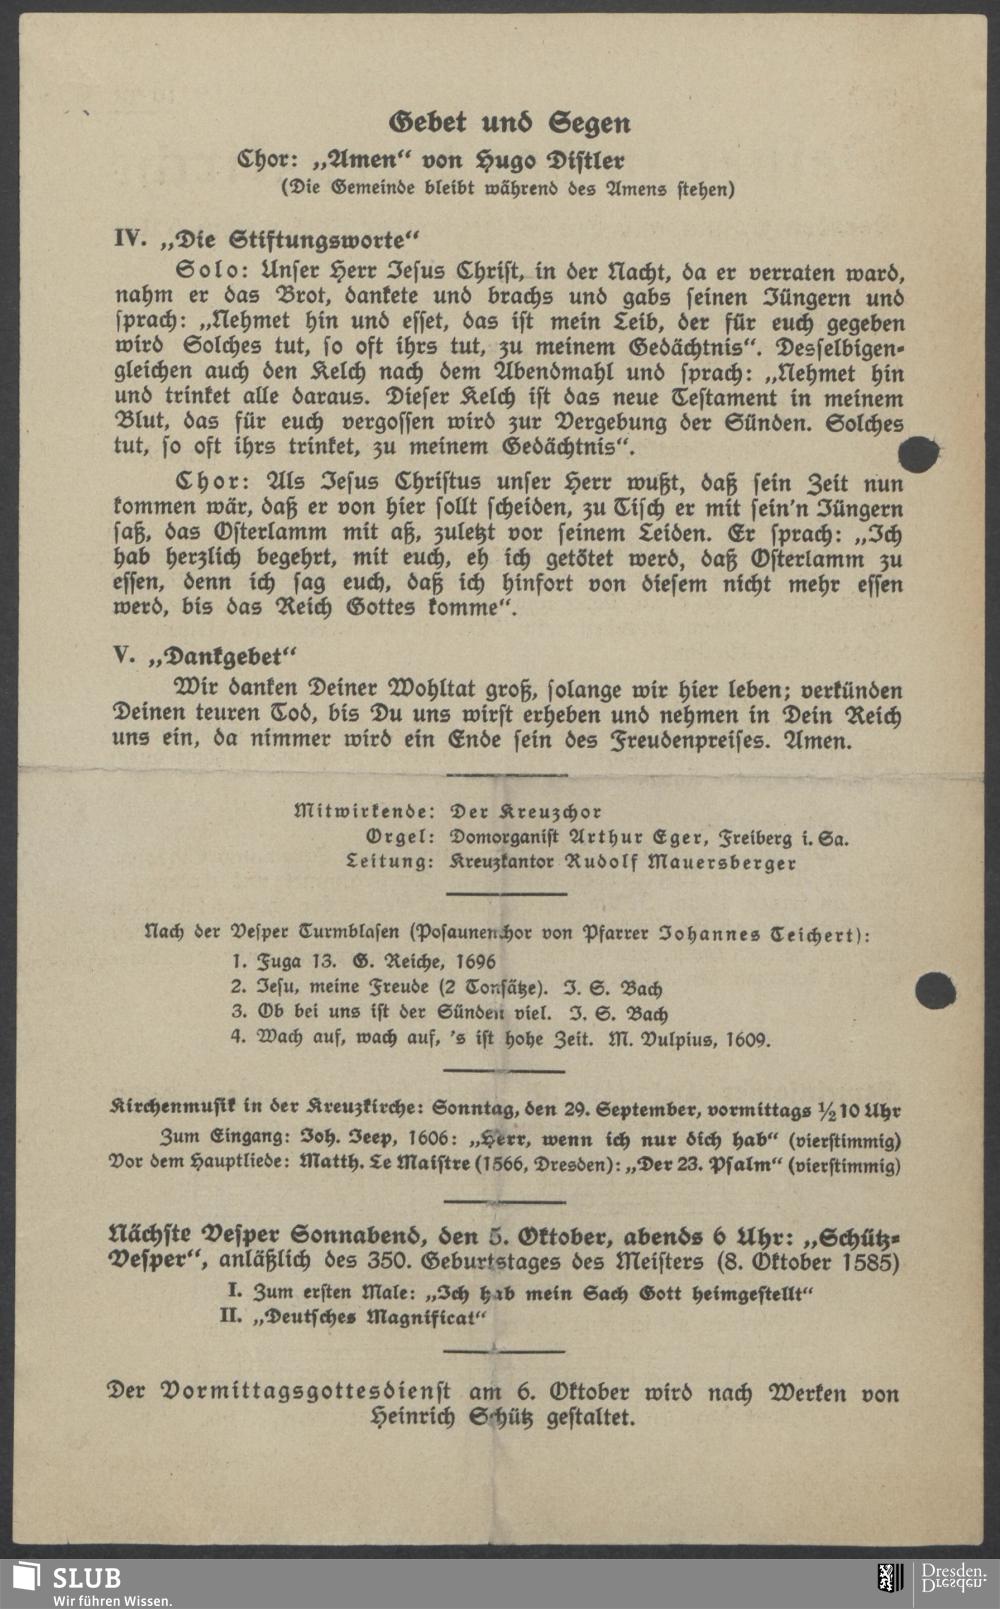 Gebet und Segen
Chor: „Amen“ von Hugo Distler
(Die Gemeinde bleibt während des Amens stehen)
IV. „Die Stiftungsworte“
Solo: Unser Herr Jesus Christ, in der Nacht, da er verraten ward,
nahm er das Brot, dankete und brachs und gabs seinen Jüngern und
sprach: „Nehmet hin und esset, das ist mein Leib, der für euch gegeben
wird Solches tut, so oft ihrs tut, zu meinem Gedächtnis“. Desselbigen-
gleichen auch den Kelch nach dem Abendmahl und sprach: „Nehmet hin
und trinket alle daraus. Dieser Kelch ist das neue Testament in meinem
Blut, das für euch vergossen wird zur Vergebung der Sünden. Solches
tut, so oft ihrs trinket, zu meinem Gedächtnis“.
Chor: Als Jesus Christus unser Herr wußt, daß sein Zeit nun
kommen wär, daß er von hier sollt scheiden, zu Tisch er mit sein'n Jüngern
saß, das Osterlamm mit aß, zuletzt vor seinem Leiden. Er sprach: „Ich
hab herzlich begehrt, mit euch, eh ich getötet werd, daß Osterlamm zu
essen, denn ich sag euch, daß ich hinfort von diesem nicht mehr essen
werd, bis das Reich Gottes komme“.
V. „Dankgebet“
Wir danken Deiner Wohltat groß, solange wir hier leben; verkünden
Deinen teuren Tod, bis Du uns wirst erheben und nehmen in Dein Reich
uns ein, da nimmer wird ein Ende sein des Freudenpreises. Amen.
Mitwirkende: Der Kreuzchor
Orgel: Domorganist Arthur Eger, Freiberg i. Sa.
Leitung: Kreuzkantor Rudolf Mauersberger
Nach der Vesper Turmblasen (Posaunenchor von Pfarrer Johannes Teichert):
1. Fuga 13. G. Reiche, 1696
2. Jesu, meine Freude (2 Tonsätze). J. S. Bach
3. Ob bei uns ist der Sünden viel. J. S. Bach
4. Wach auf, wach auf, 's ist hohe Zeit. M. Vulpius, 1609.
Kirchenmusik in der Kreuzkirche: Sonntag, den 29. September, vormittags ½10 Uhr
Zum Eingang: Joh. Jeep, 1606: „Herr, wenn ich nur dich hab“ (vierstimmig)
Vor dem Hauptliede: Matth. Le Maistre (1566, Dresden): „Der 23. Psalm“ (vierstimmig)
Nächste Vesper Sonnabend, den 5. Oktober, abends 6 Uhr: „Schütz-
Vesper“, anläßlich des 350. Geburtstages des Meisters (8. Oktober 1585)
I. Zum ersten Male: „Ich hab mein Sach Gott heimgestellt“
II. „Deutsches Magnificat“
Der Vormittagsgottesdienst am 6. Oktober wird nach Werken von
Heinrich Schütz gestaltet.
SLUB
Wir führen Wissen.
Dresden.
Dresden.